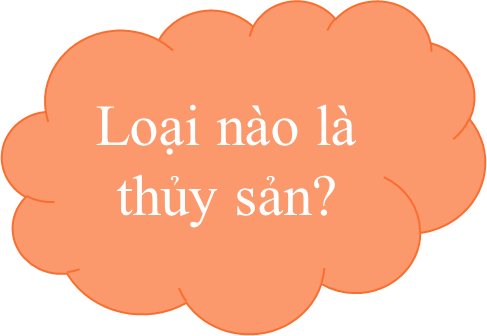 Loại nào là
thủy sản?